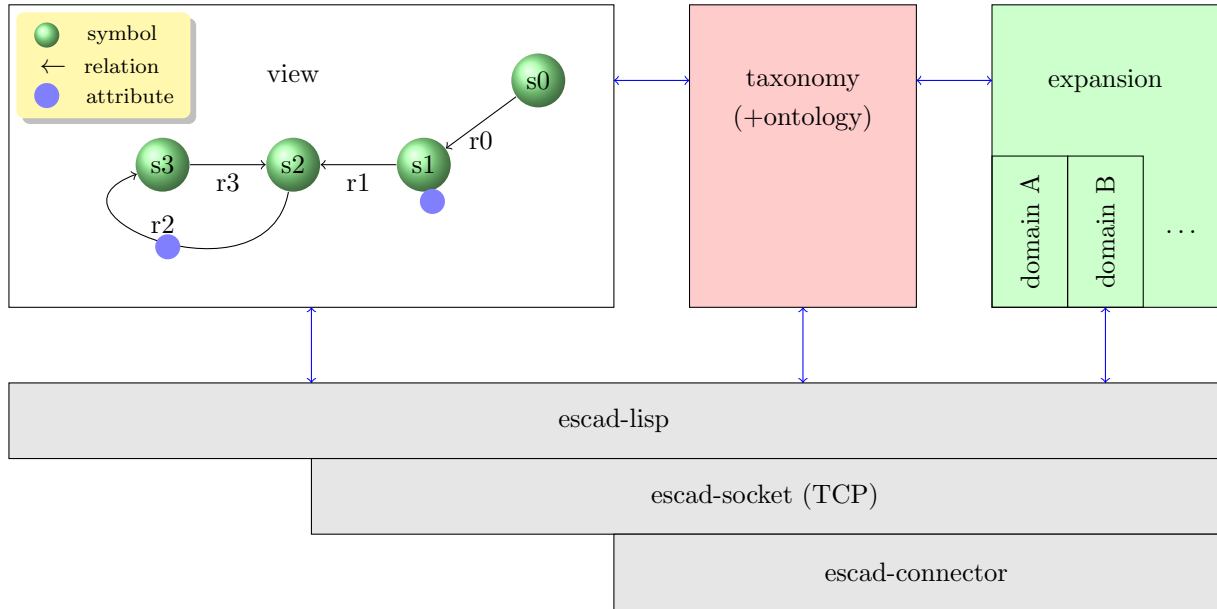 symbol
relation
attribute
view
s0
r0
s3
r3
s2
r1
s1
r2
taxonomy
(+ontology)
expansion
domain A
domain B
...
escad-lisp
escad-socket (TCP)
escad-connector